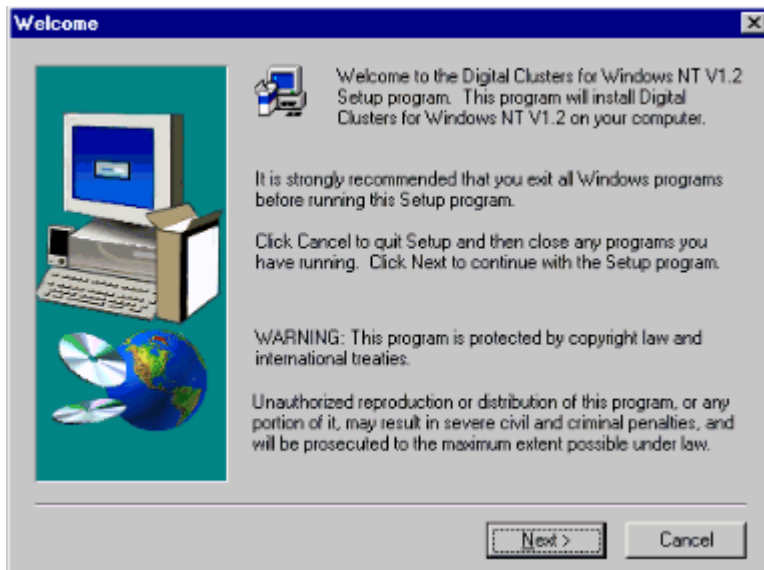 Welcome
Welcome to the Digital Clusters for Windows NT V1.2
Setup program. This program will install Digital
Clusters for Windows NT V1.2 on your computer.
It is strongly recommended that you exit all Windows programs
before running this Setup program.
Click Cancel to quit Setup and then close any programs you
have running. Click Next to continue with the Setup program.
WARNING: This program is protected by copyright law and
international treaties.
Unauthorized reproduction or distribution of this program, or any
portion of it, may result in severe civil and criminal penalties, and
will be prosecuted to the maximum extent possible under law.
Next >
Cancel